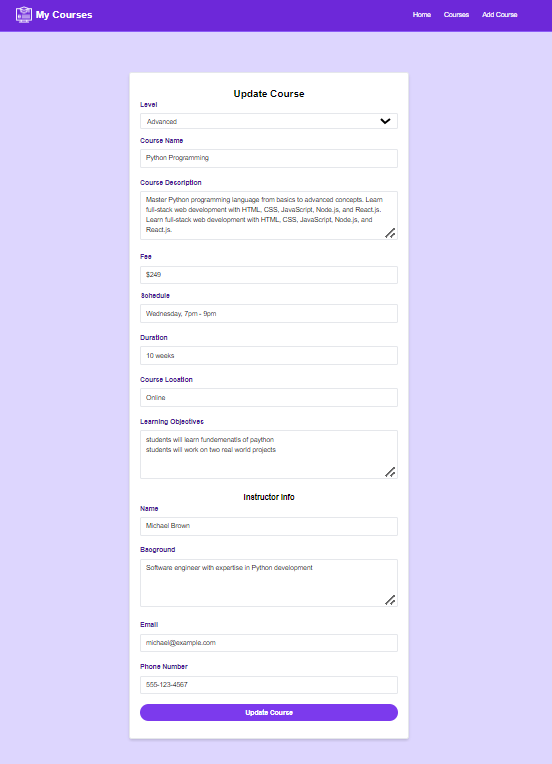 My Courses
Home Courses Add Course
Update Course
Level
Advanced
Course Name
Python Programming
Course Description
Master Python programming language from basics to advanced concepts. Learn
full-stack web development with HTML, CSS, JavaScript, Node.js, and React.js.
Learn full-stack web development with HTML, CSS, JavaScript, Node.js, and
React.js.
Fee
$249
Schedule
Wednesday, 7pm - 9pm
Duration
10 weeks
Course Location
Online
Learning Objectives
students will learn fundemenatls of paython
students will work on two real world projects
Instructor Info
Name
Michael Brown
Baoground
Software engineer with expertise in Python development
Email
michael@example.com
Phone Number
555-123-4567
Update Course